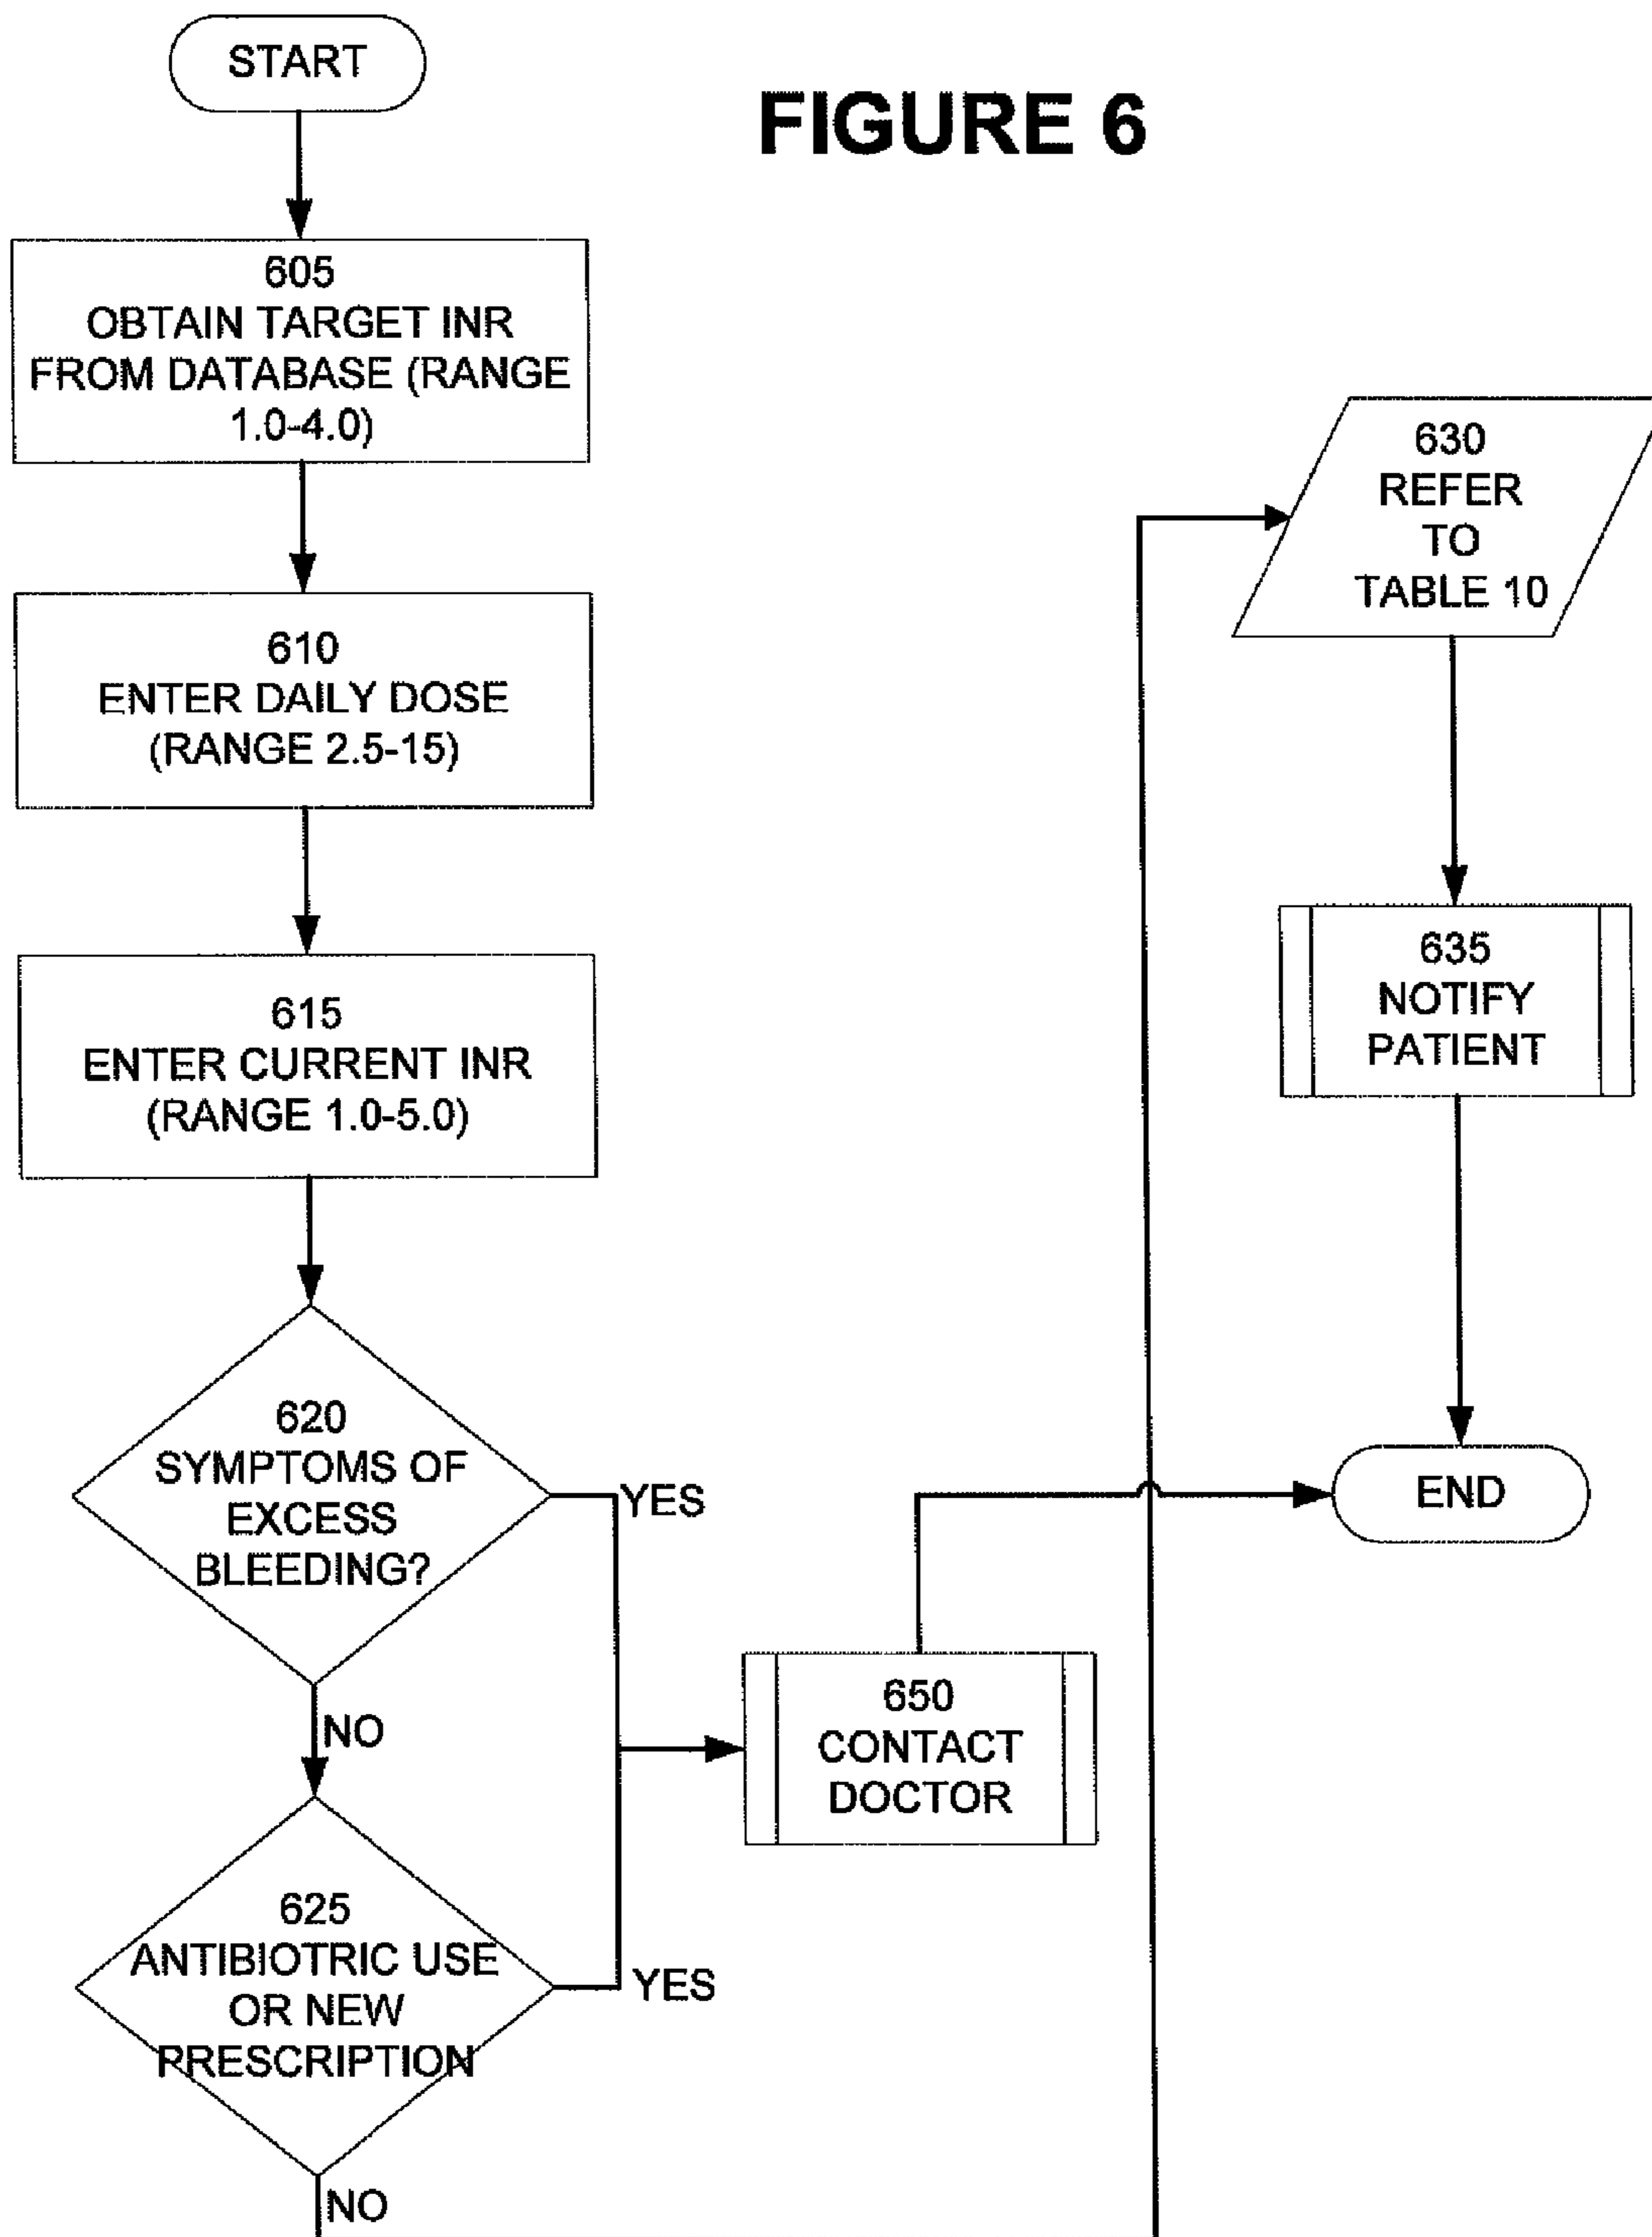 START
FIGURE 6
605
OBTAIN TARGET INR
FROM DATABASE (RANGE
1.0-4.0)
610
ENTER DAILY DOSE
(RANGE 2.5-15)
615
ENTER CURRENT INR
(RANGE 1.0-5.0)
620
SYMPTOMS OF
EXCESS
BLEEDING?
YES
NO
625
ANTIBIOTRIC USE
OR NEW
PRESCRIPTION
YES
NO
650
CONTACT
DOCTOR
630
REFER
TO
TABLE 10
635
NOTIFY
PATIENT
END